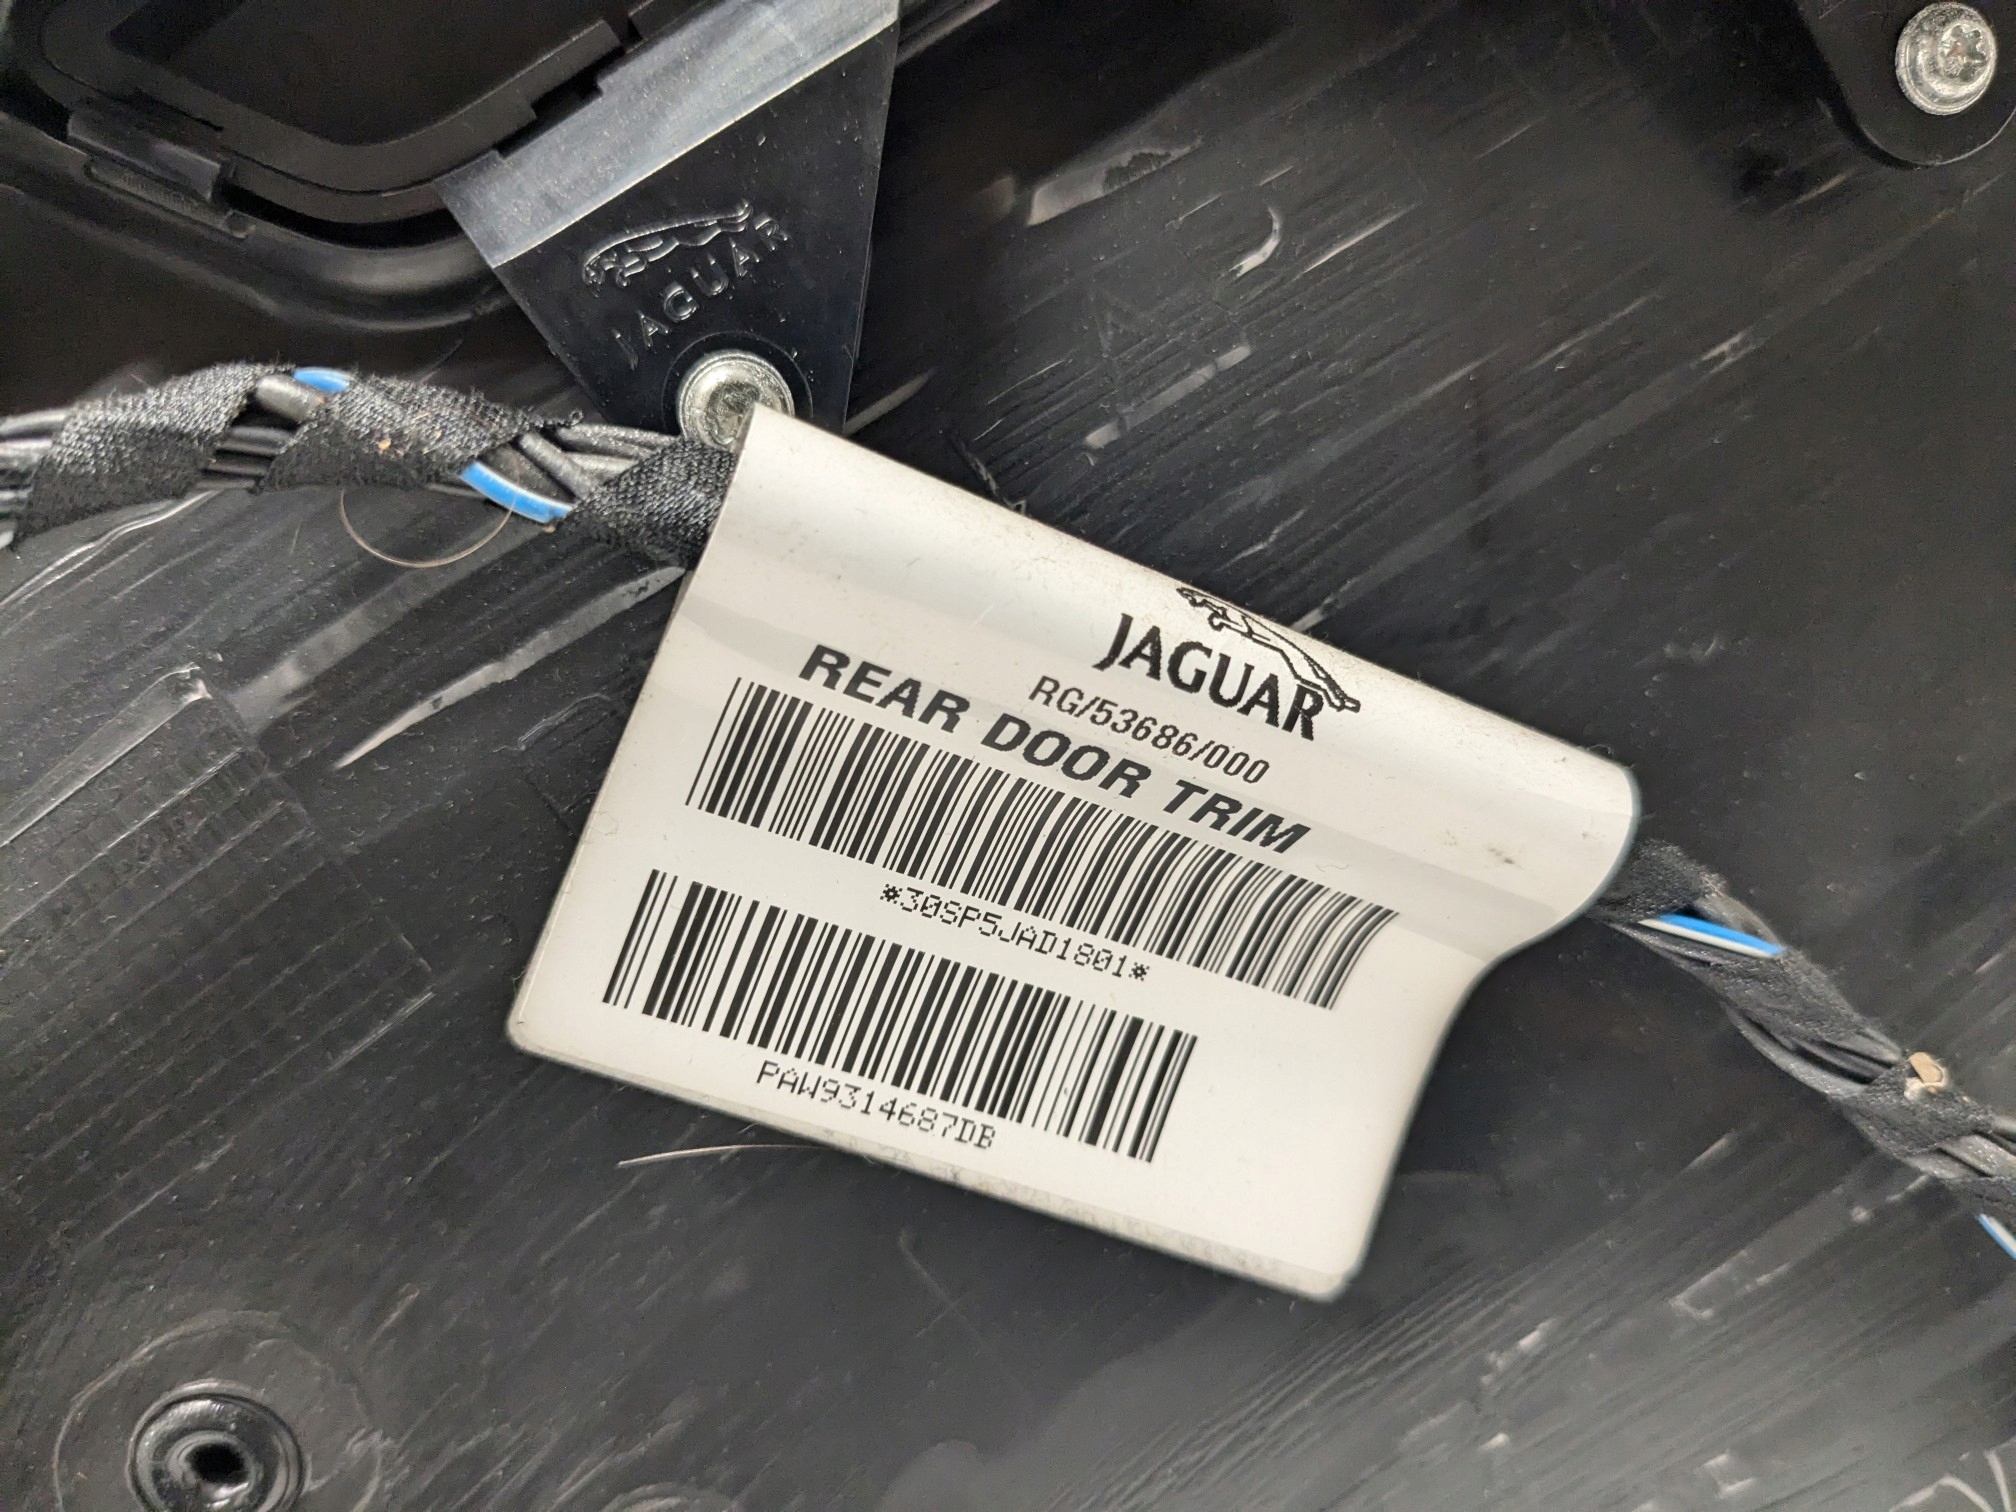 JAGUAR
JAGUAR
RG/53686/000
REAR DOOR TRIM
*30SP5JAD1801*
PAW9314687DB